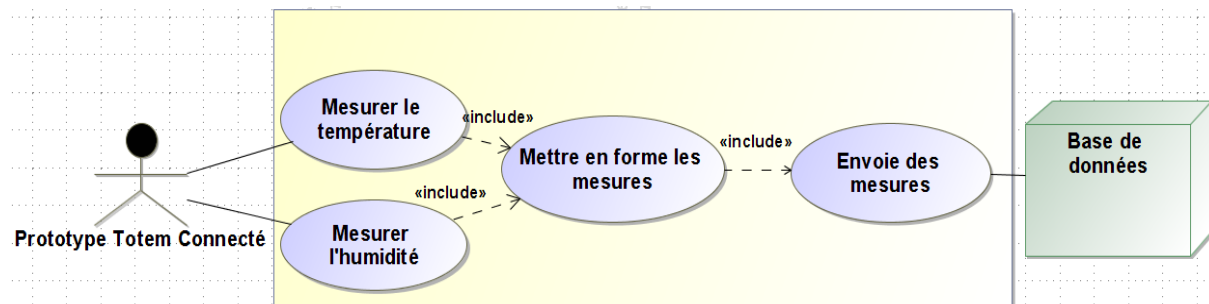 Mesurer le
température
«include»
Mettre en forme les
mesures
«include»
Envoie des
mesures
Base de
données
«include»
Mesurer
l'humidité
Prototype Totem Connecté